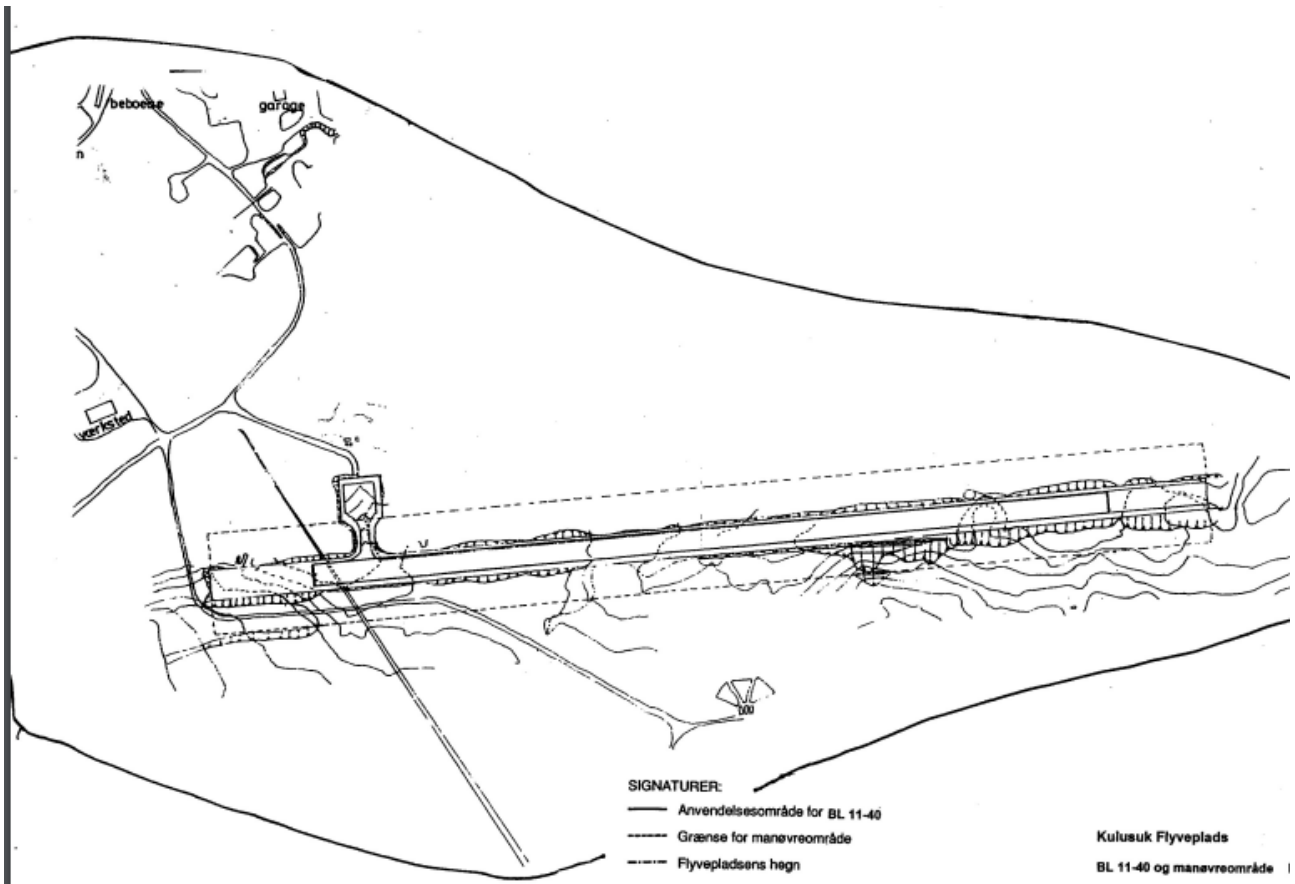 beboelse
garage
n
værksted
SIGNATURER:
Anvendelsesområde for BL 11-40
Grænse for manøvreområde
Flyvepladsens hegn
Kulusuk Flyveplads
BL 11-40 og manøvreområde